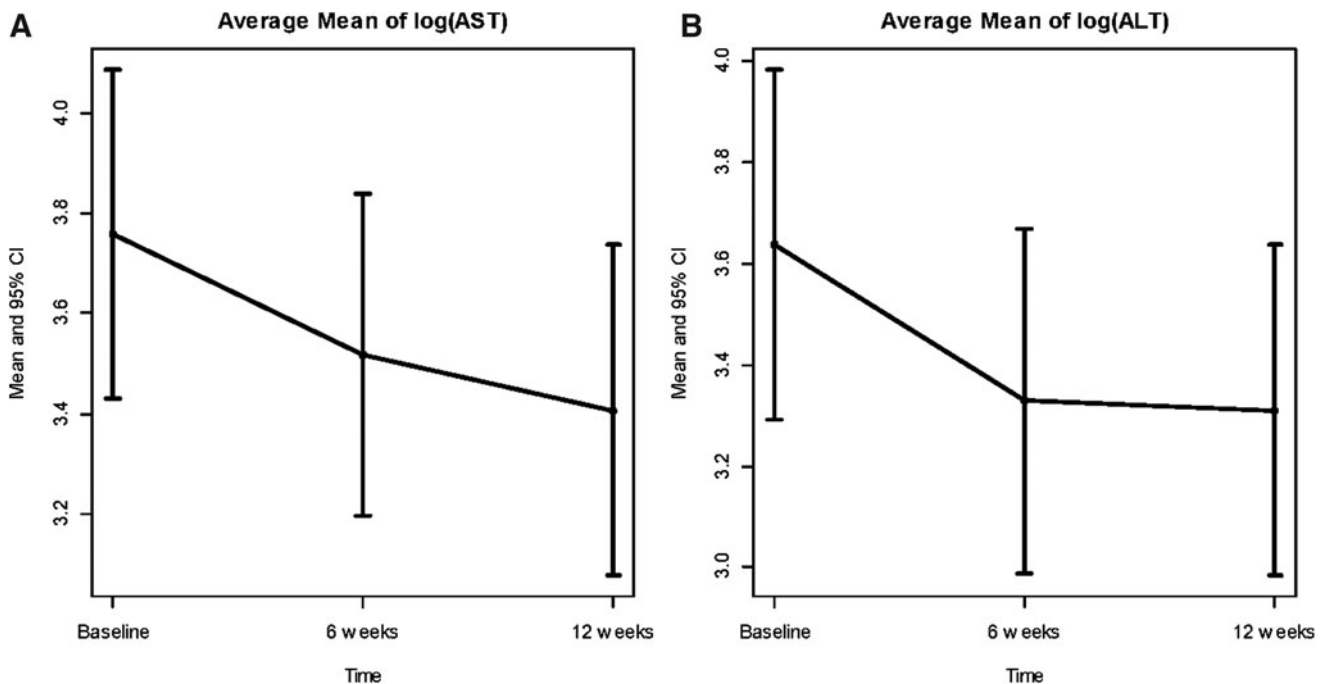 A
Average Mean of log(AST)
Mean and 95% CI
4.0
3.8
3.6
3.4
3.2
Baseline
6 weeks
12 weeks
Time
B
Average Mean of log(ALT)
Mean and 95% CI
4.0
3.8
3.6
3.4
3.2
3.0
Baseline
6 weeks
12 weeks
Time